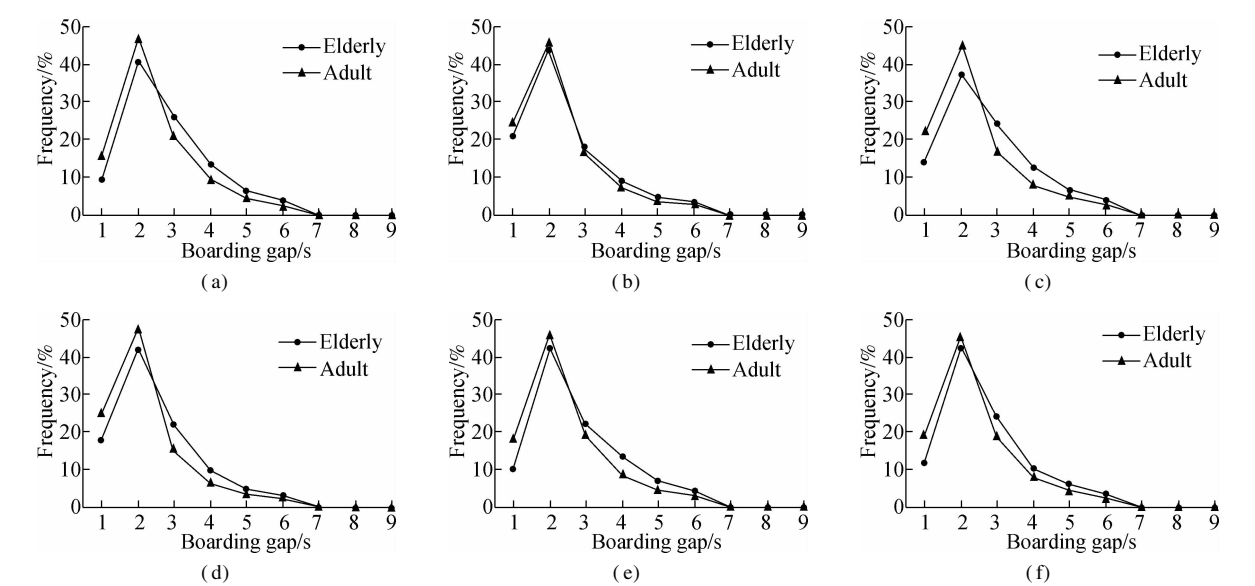 50
40
30
20
10
0
Frequency/%
Elderly
Adult
1 2 3 4 5 6 7 8 9
Boarding gap/s
( a )
50
40
30
20
10
0
Frequency/%
Elderly
Adult
1 2 3 4 5 6 7 8 9
Boarding gap/s
( b )
50
40
30
20
10
0
Frequency/%
Elderly
Adult
1 2 3 4 5 6 7 8 9
Boarding gap/s
( c )
50
40
30
20
10
0
Frequency/%
Elderly
Adult
1 2 3 4 5 6 7 8 9
Boarding gap/s
( d )
50
40
30
20
10
0
Frequency/%
Elderly
Adult
1 2 3 4 5 6 7 8 9
Boarding gap/s
( e )
50
40
30
20
10
0
Frequency/%
Elderly
Adult
1 2 3 4 5 6 7 8 9
Boarding gap/s
( f )